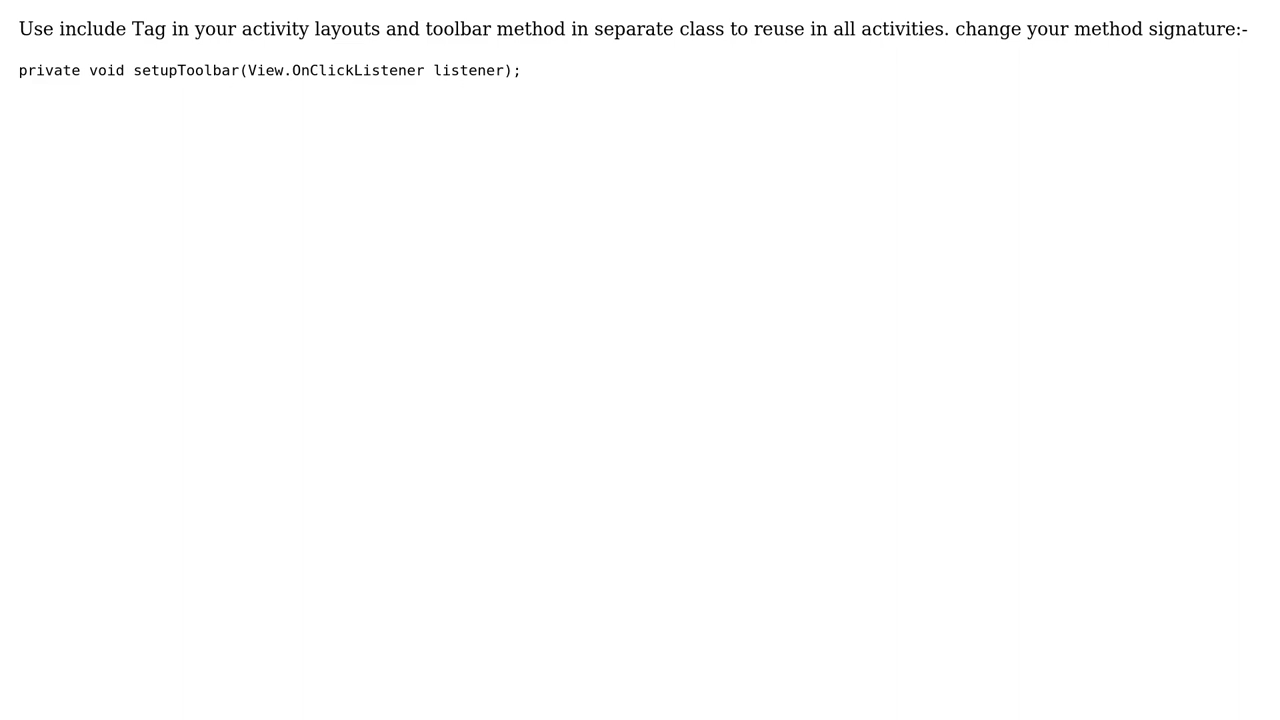 Use include Tag in your activity layouts and toolbar method in separate class to reuse in all activities. change your method signature:-
private void setupToolbar(View.OnClickListener listener);